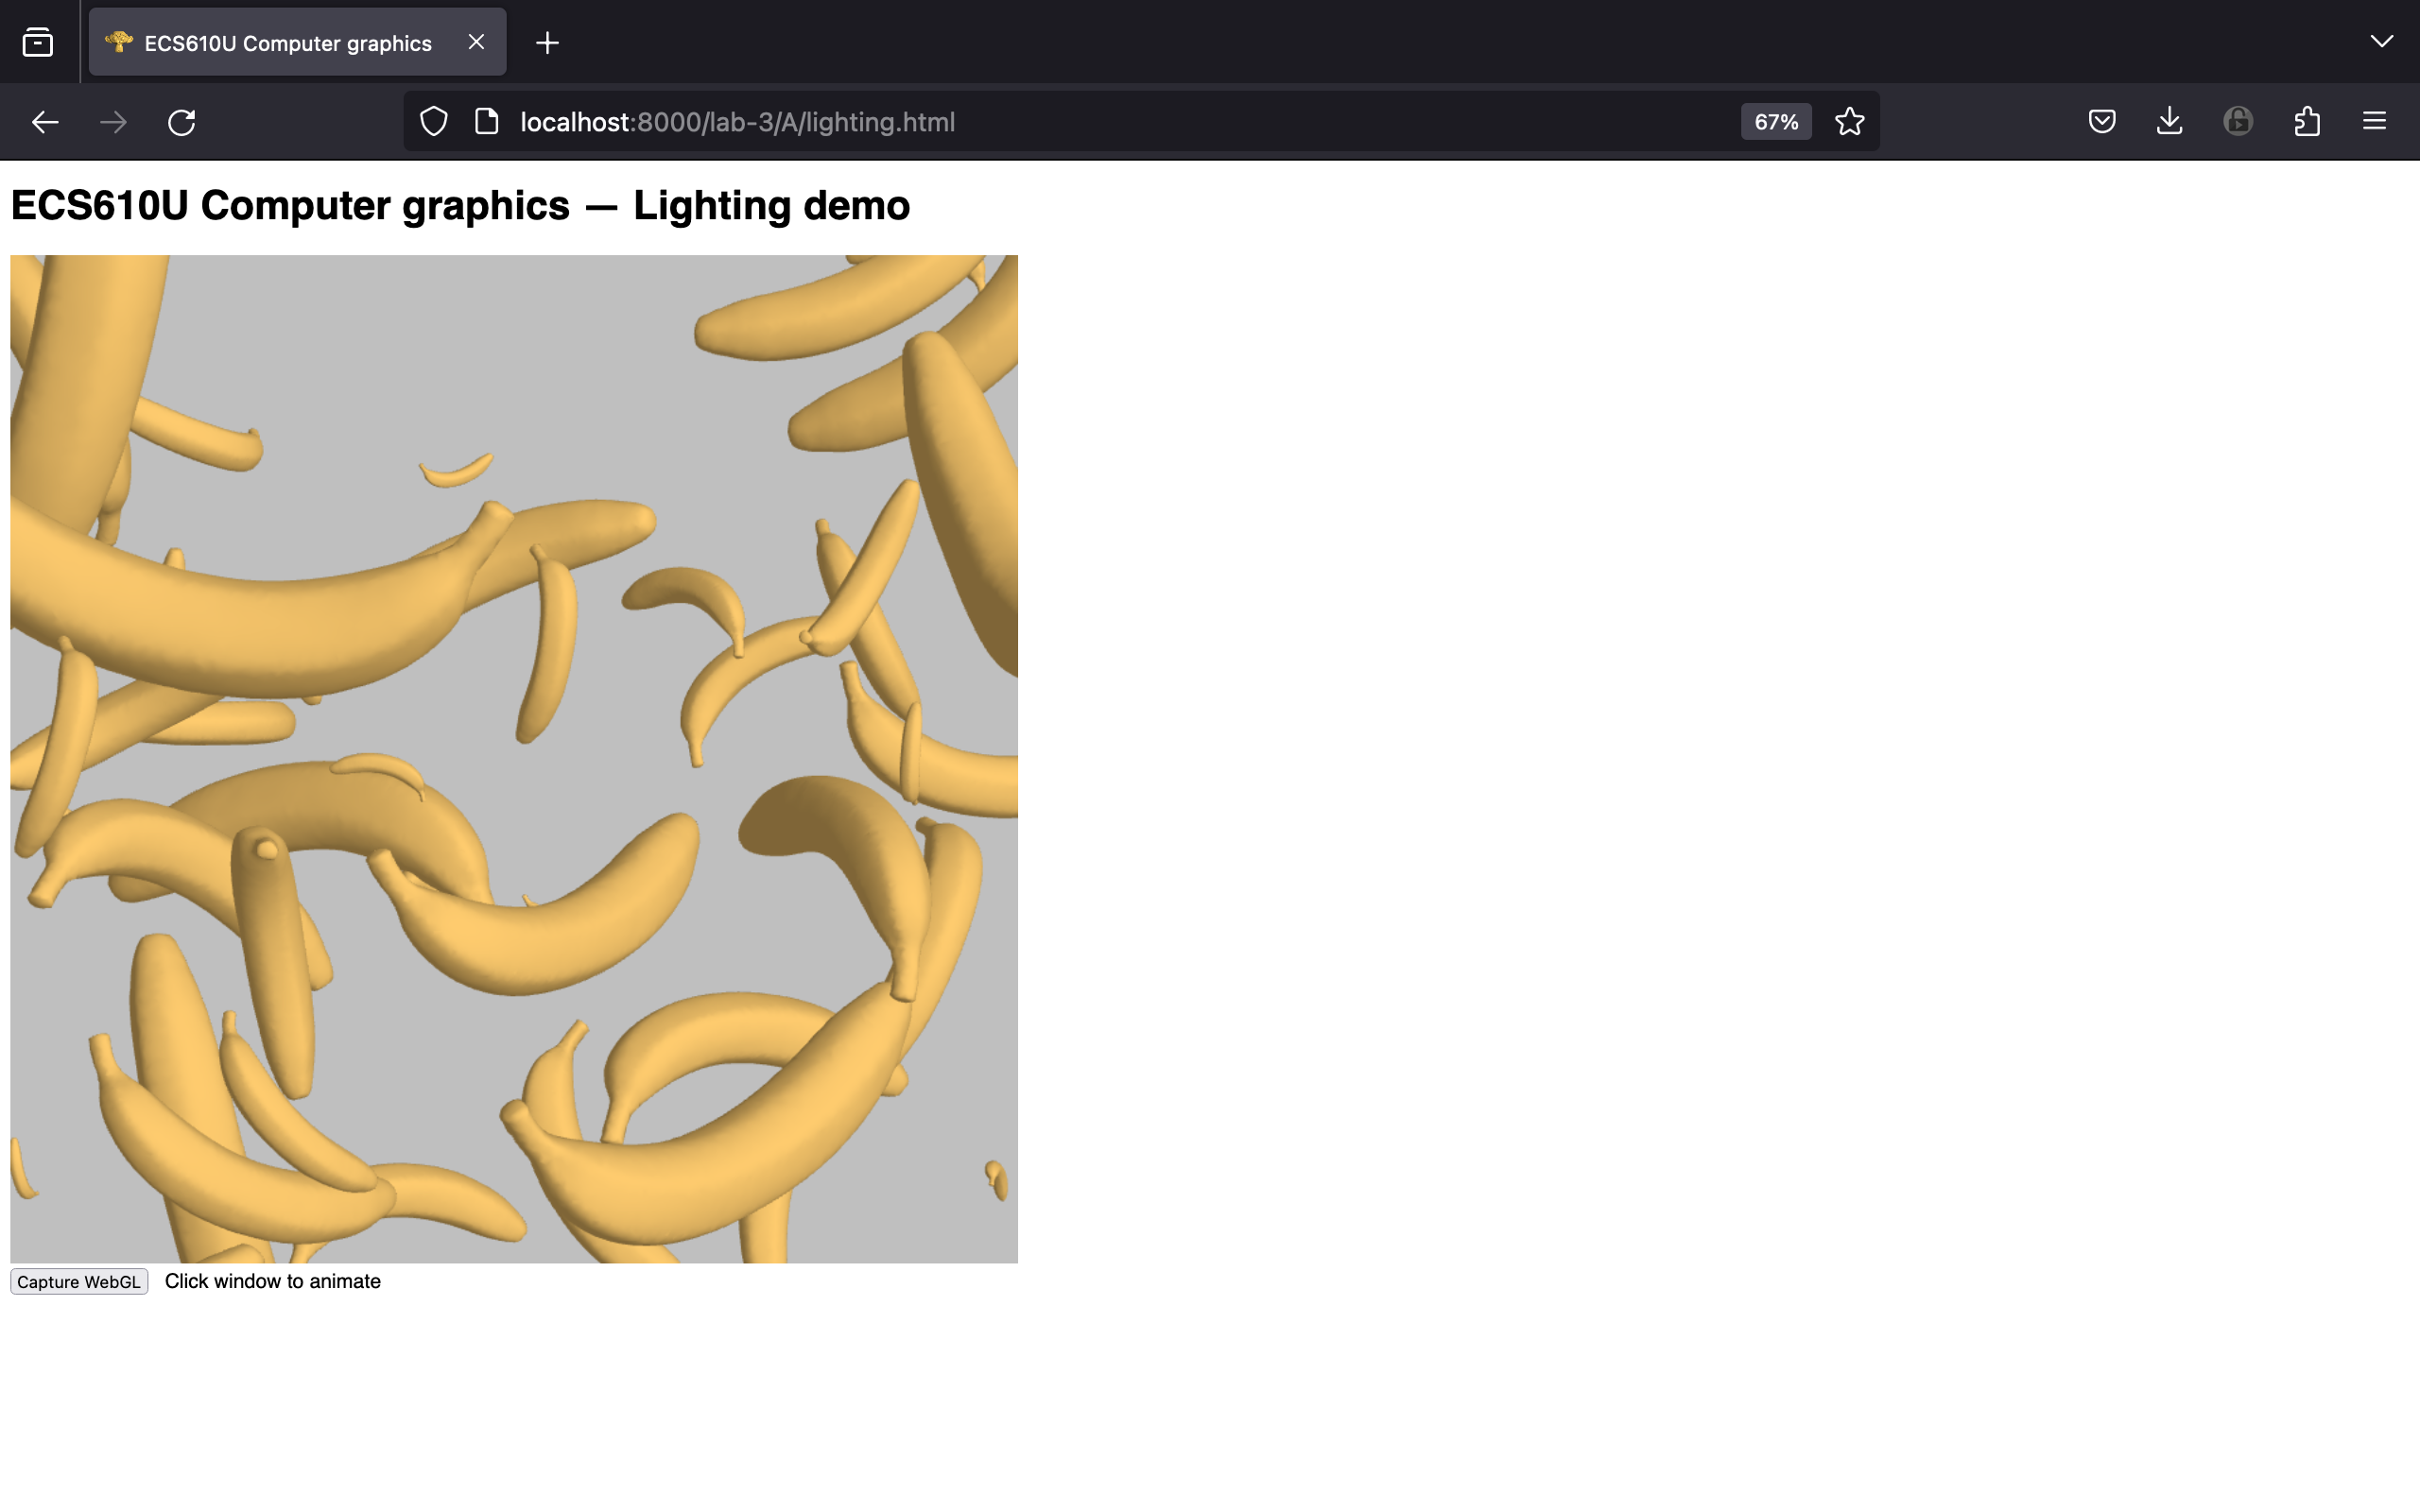 ECS610U Computer graphics
localhost:8000/lab-3/A/lighting.html
67%
ECS610U Computer graphics — Lighting demo
Capture WebGL
Click window to animate